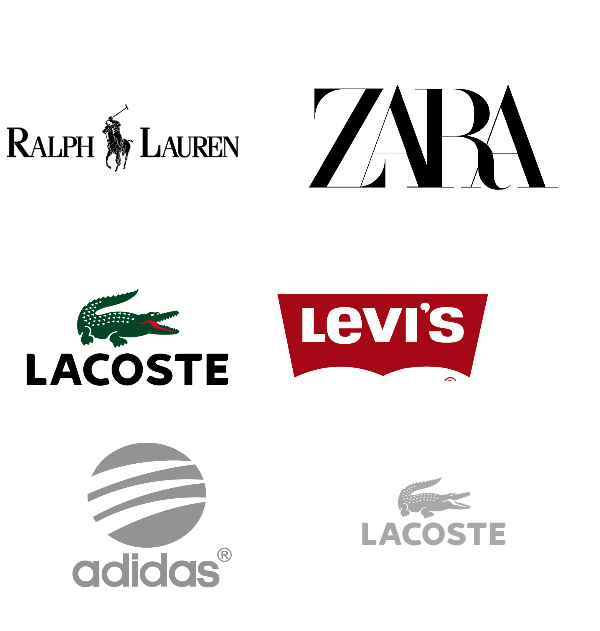 RALPH LAUREN
ZARA
LACOSTE
LEVI'S
®
adidas®
LACOSTE